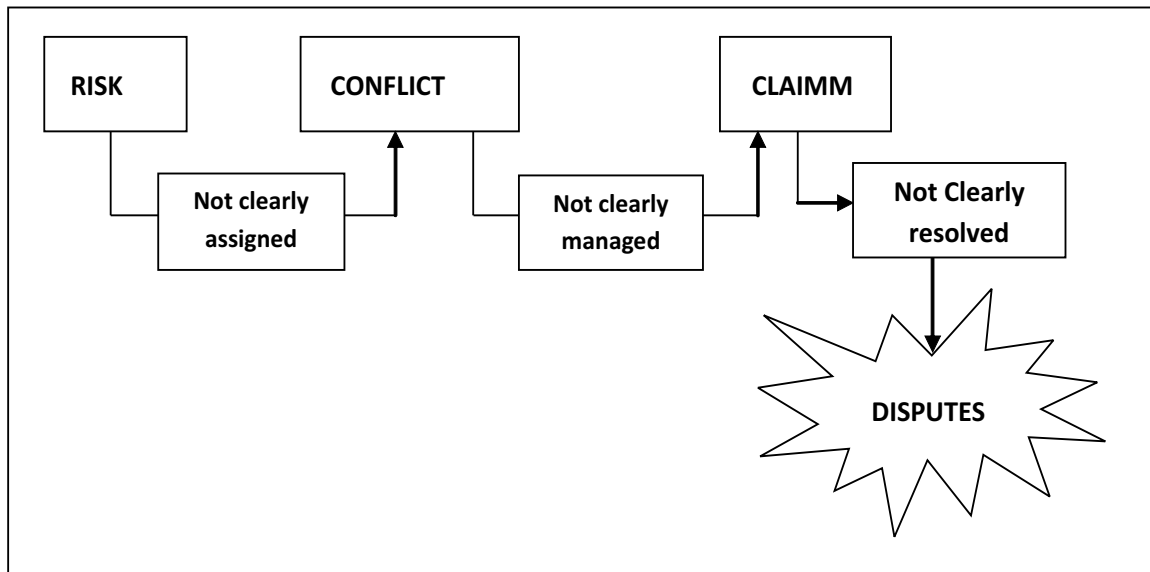 RISK
CONFLICT
CLAIMM
Not clearly
assigned
Not clearly
managed
Not Clearly
resolved
DISPUTES